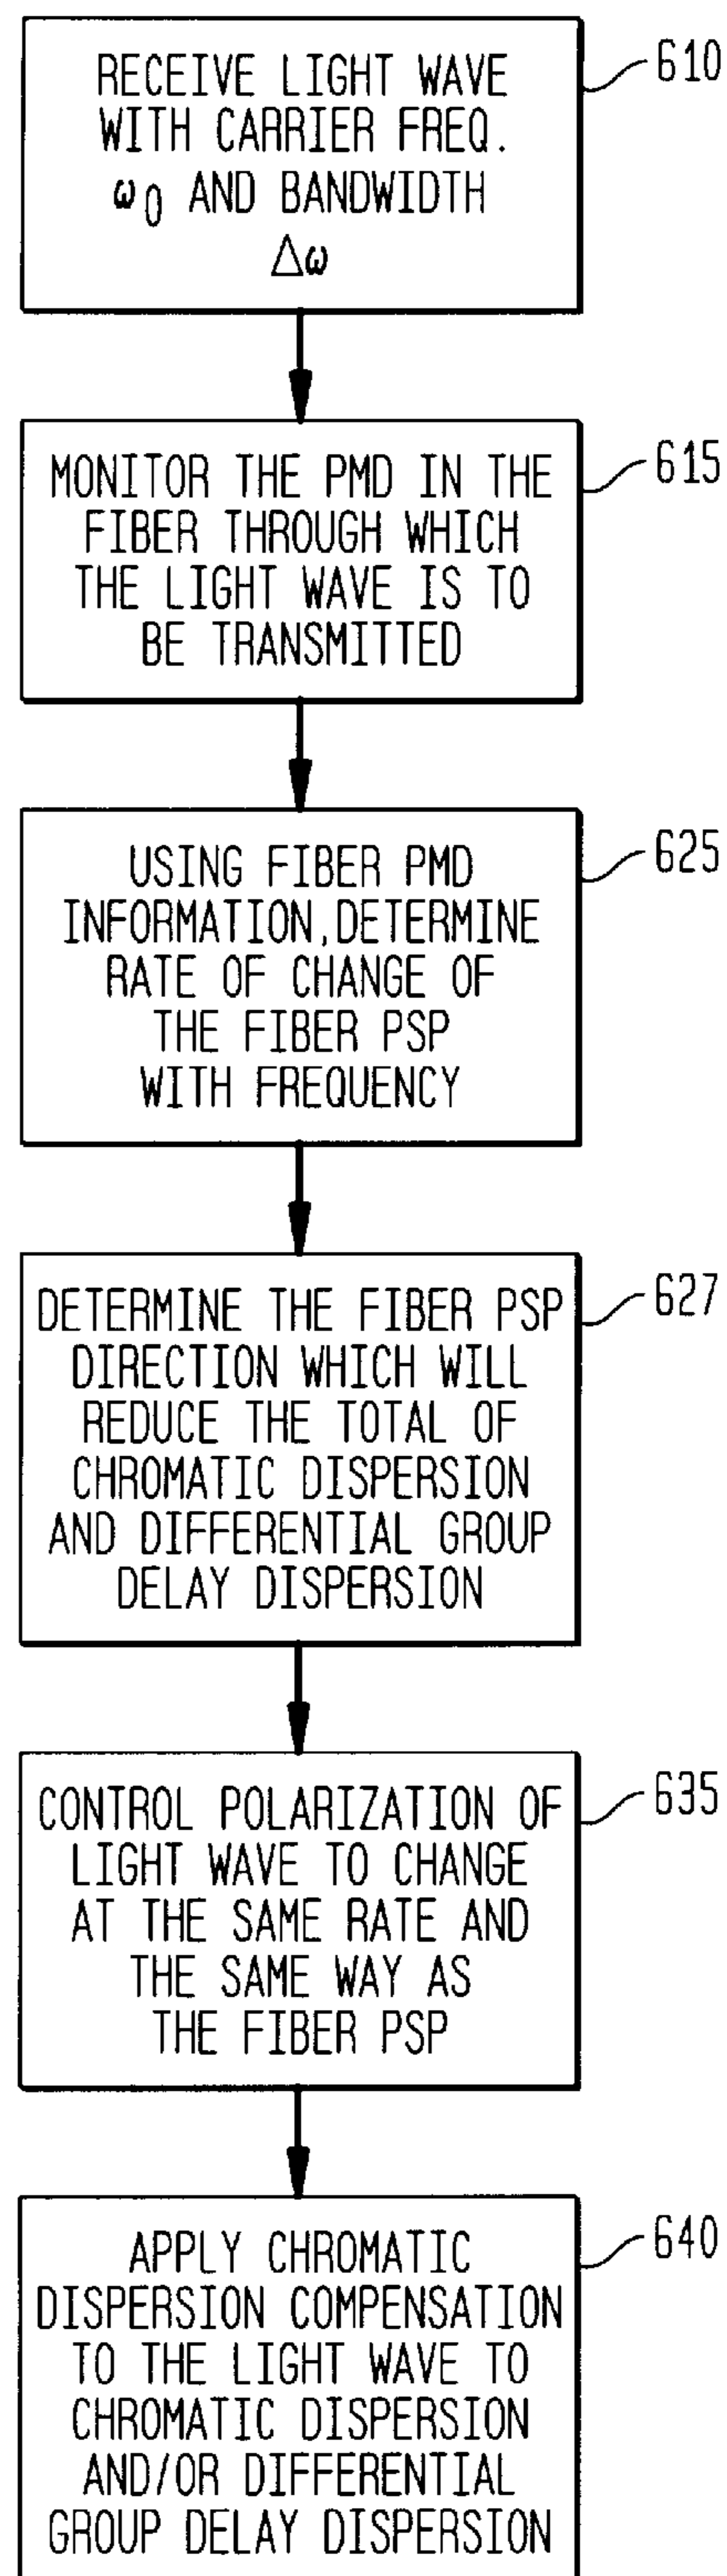 RECEIVE LIGHT WAVE
WITH CARRIER FREQ.
ω0 AND BANDWIDTH
Δω
610
MONITOR THE PMD IN THE
FIBER THROUGH WHICH
THE LIGHT WAVE IS TO
BE TRANSMITTED
615
USING FIBER PMD
INFORMATION, DETERMINE
RATE OF CHANGE OF
THE FIBER PSP
WITH FREQUENCY
625
DETERMINE THE FIBER PSP
DIRECTION WHICH WILL
REDUCE THE TOTAL OF
CHROMATIC DISPERSION
AND DIFFERENTIAL GROUP
DELAY DISPERSION
627
CONTROL POLARIZATION OF
LIGHT WAVE TO CHANGE
AT THE SAME RATE AND
THE SAME WAY AS
THE FIBER PSP
635
APPLY CHROMATIC
DISPERSION COMPENSATION
TO THE LIGHT WAVE TO
CHROMATIC DISPERSION
AND/OR DIFFERENTIAL
GROUP DELAY DISPERSION
640